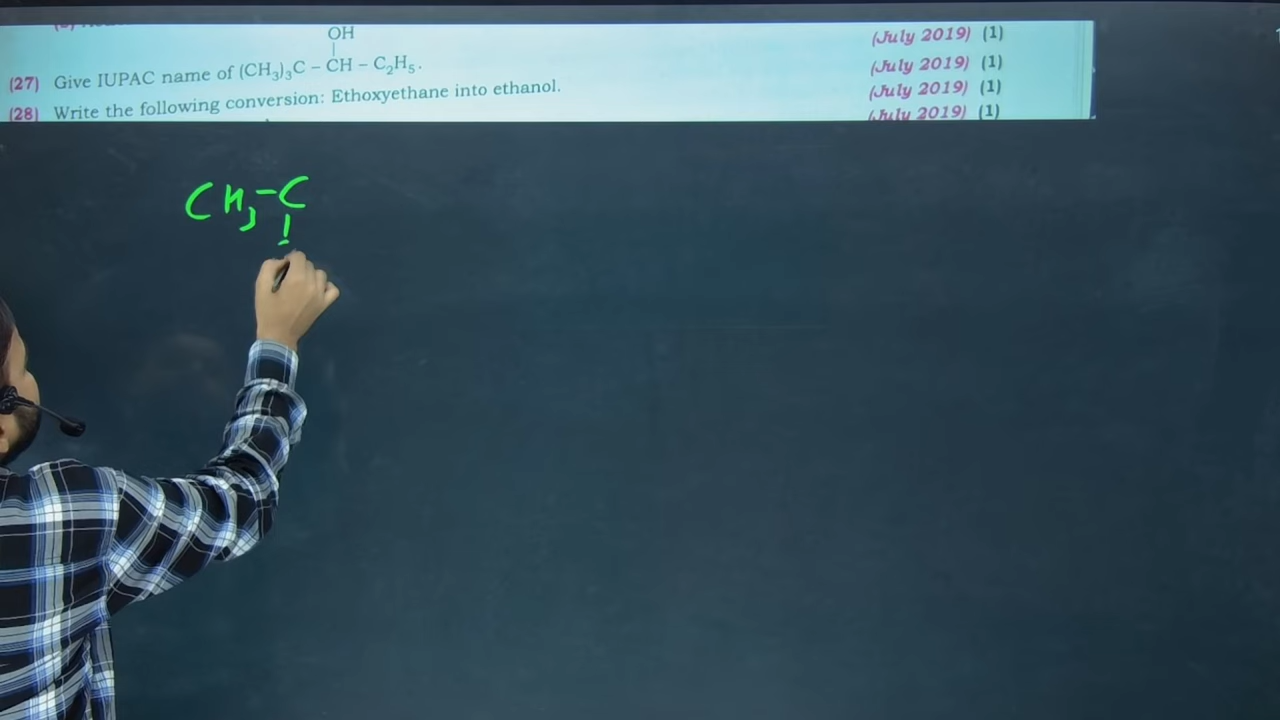 OH
(July 2019) (1)
(27) Give IUPAC name of (CH₃)₃C – CH – C₂H₅. (July 2019) (1)
(28) Write the following conversion: Ethoxyethane into ethanol. (July 2019) (1)
(July 2019) (1)
CH₃-C